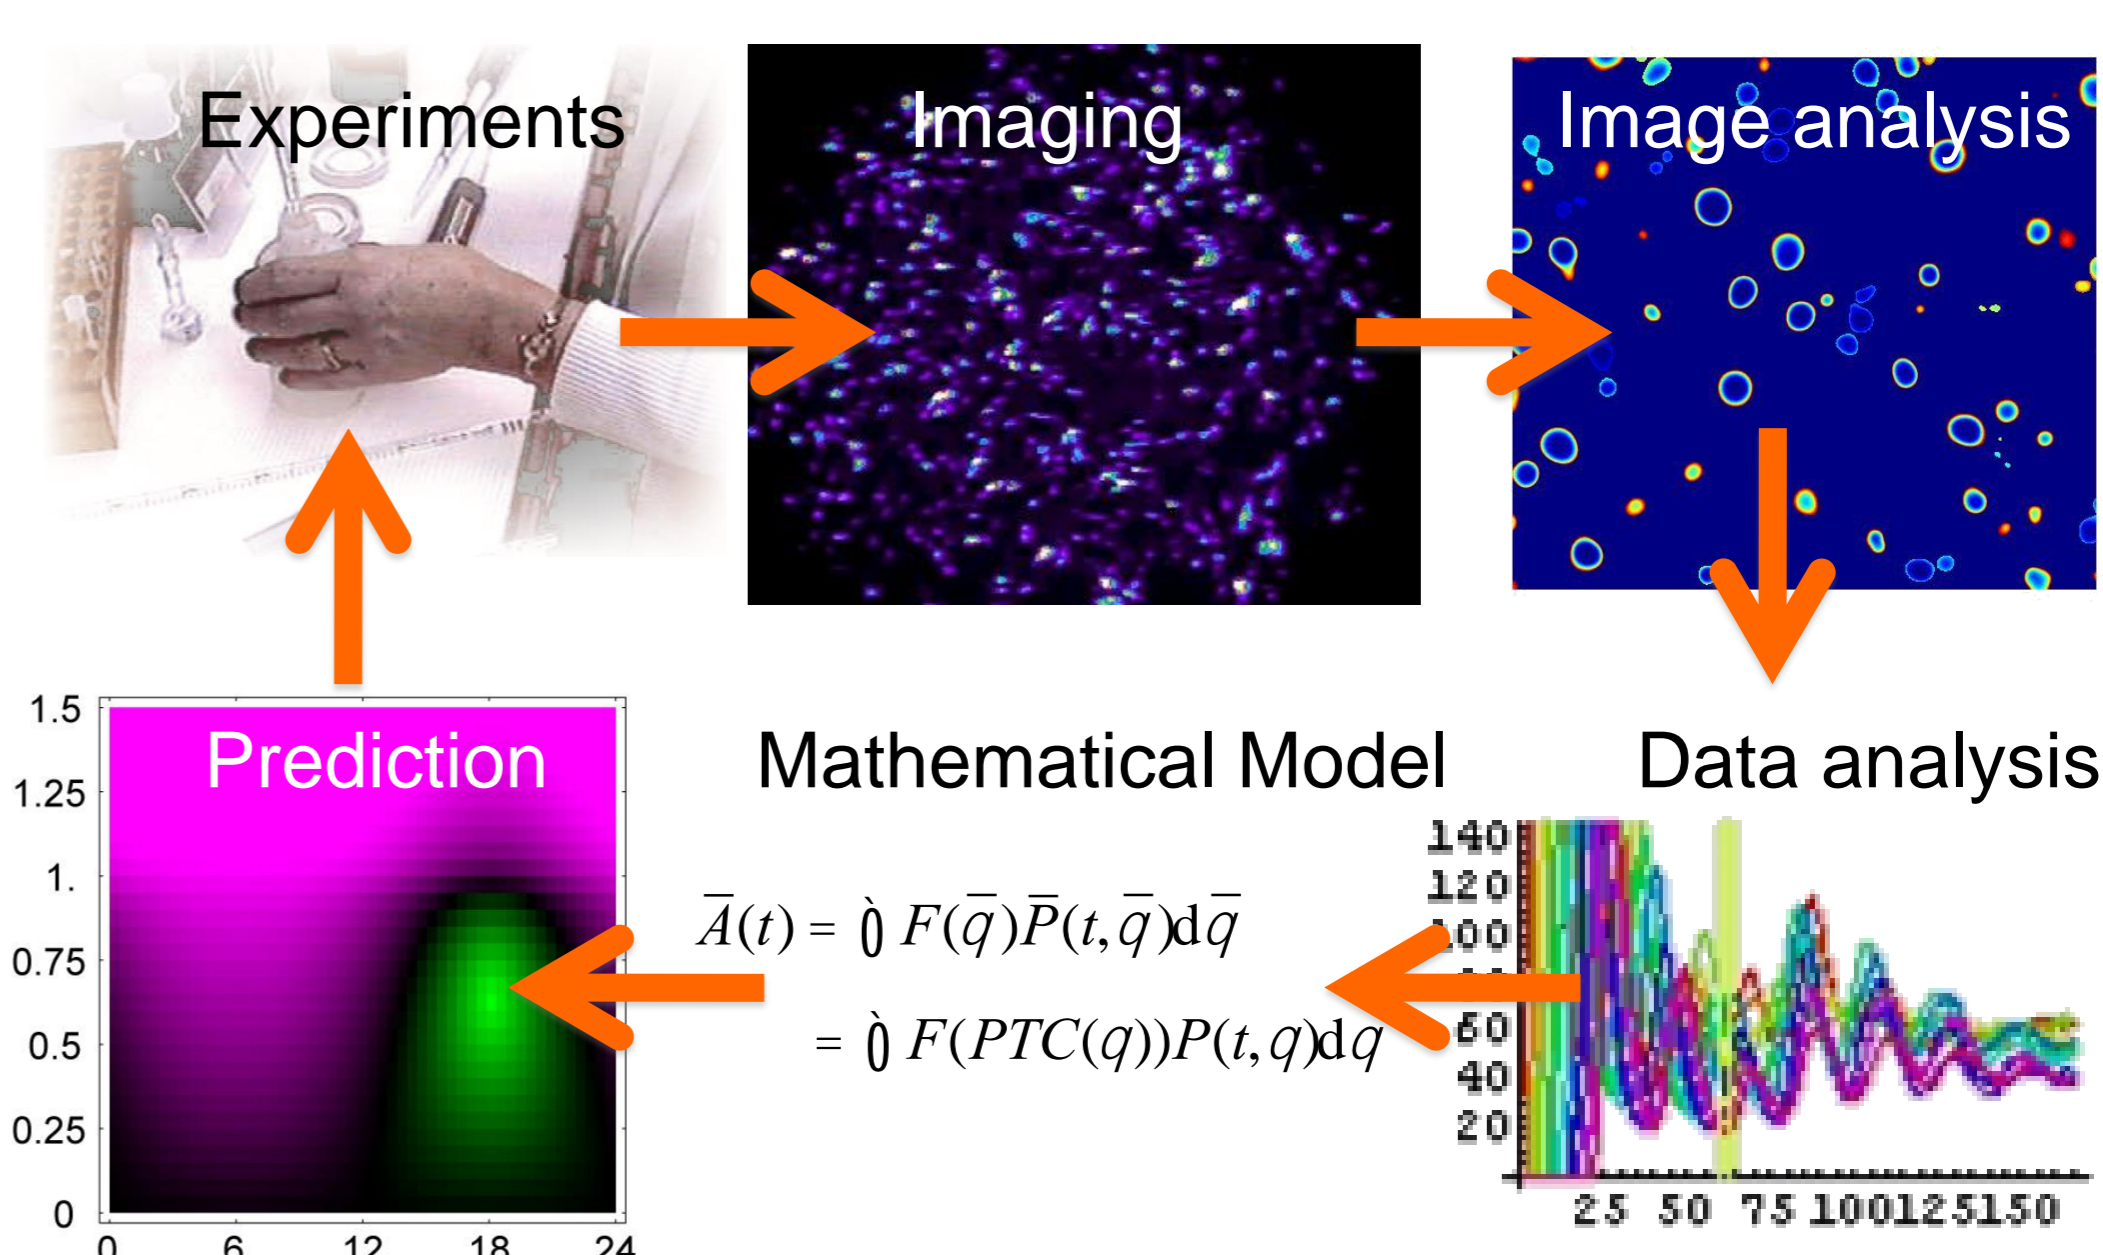 Experiments
Imaging
Image analysis
Prediction
Mathematical Model
Data analysis
1.5
1.25
1.
0.75
0.5
0.25
0
0 6 12 18 24
A̅(t) = ὸ F(q̅)P̅(t,q̅)dq̅
= ὸ F(PTC(q))P(t,q)dq
140
120
100
60
40
20
25 50 75 100125150